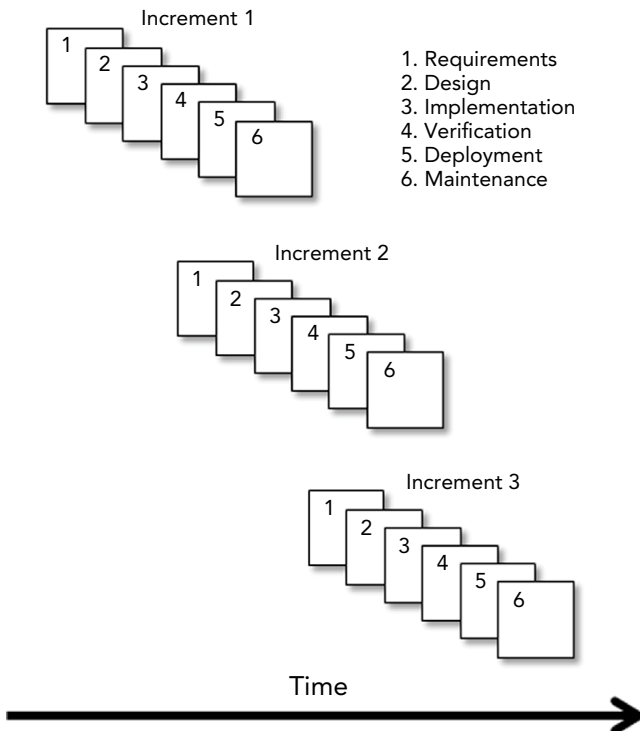 Increment 1
1
2
3
4
5
6
1. Requirements
2. Design
3. Implementation
4. Verification
5. Deployment
6. Maintenance
Increment 2
1
2
3
4
5
6
Increment 3
1
2
3
4
5
6
Time